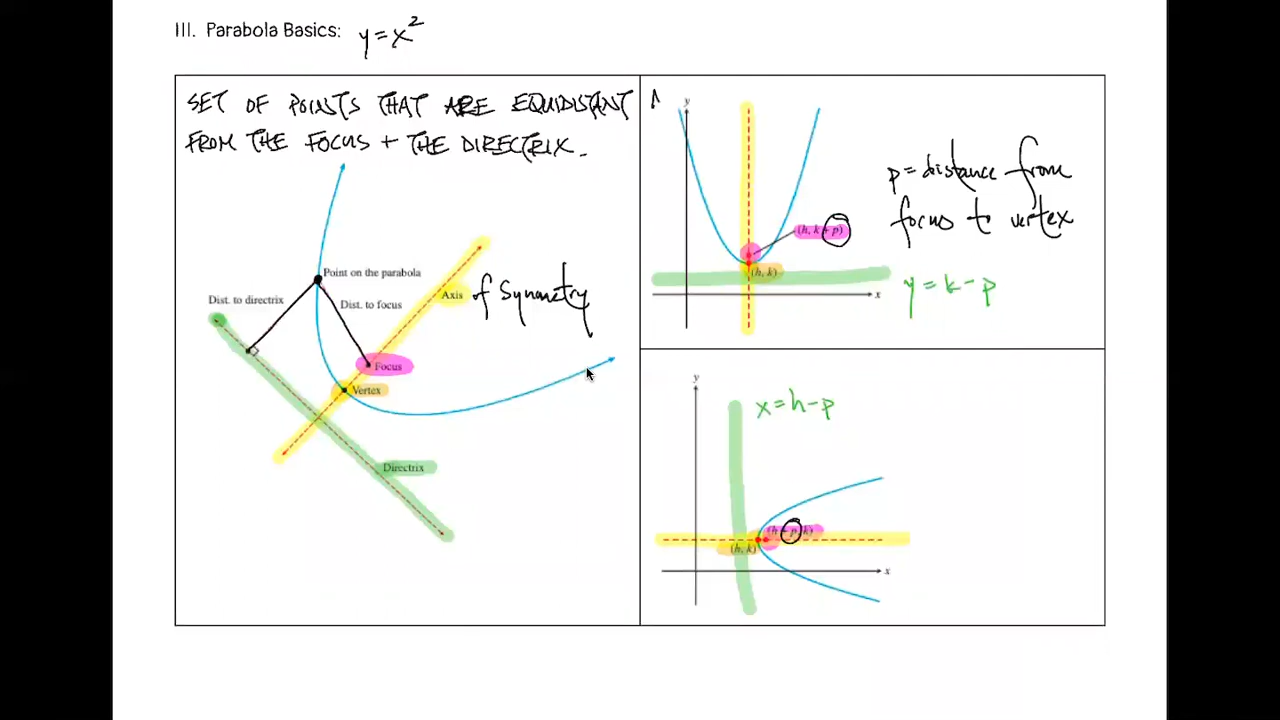 III. Parabola Basics: y = x²
SET OF POINTS THAT ARE EQUIDISTANT
FROM THE FOCUS + THE DIRECTRIX.
Point on the parabola
Dist. to directrix
Dist. to focus
Axis of Symmetry
Focus
Vertex
Directrix
y
(h, k + p)
(h, k)
x
p = distance from
focus to vertex
y = k - p
y
x = h - p
(h + p, k)
(h, k)
x